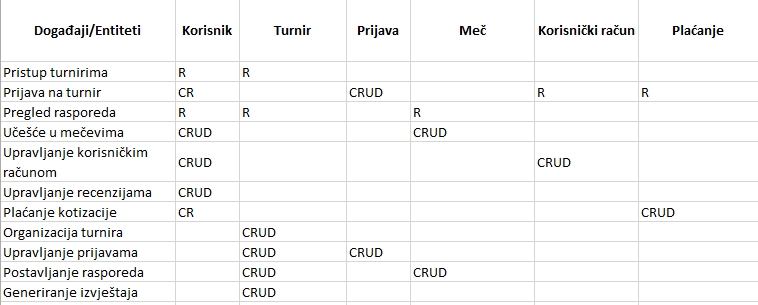 Događaji/Entiteti Korisnik Turnir Prijava Meč Korisnički račun Plaćanje
Pristup turnirima R R
Prijava na turnir CR CRUD R R
Pregled rasporeda R R R
Učešće u mečevima CRUD CRUD
Upravljanje korisničkim
računom CRUD CRUD
Upravljanje recenzijama CRUD
Plaćanje kotizacije CR CRUD
Organizacija turnira CRUD
Upravljanje prijavama CRUD CRUD
Postavljanje rasporeda CRUD CRUD
Generiranje izvještaja CRUD